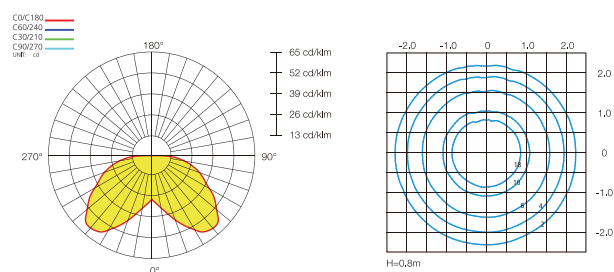 C0/C180
C60/240
C30/210
C90/270
UNIT: cd
180°
270°
90°
0°
65 cd/klm
52 cd/klm
39 cd/klm
26 cd/klm
13 cd/klm
-2.0 -1.0 0 1.0 2.0
2.0
1.0
0
-1.0
-2.0
18
10
6 4
2
H=0.8m